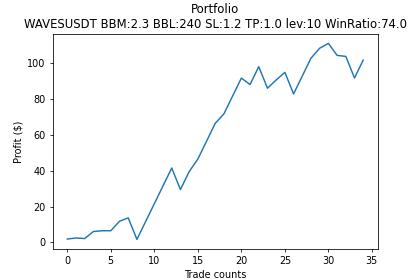 Portfolio
WAVESUSDT BBM:2.3 BBL:240 SL:1.2 TP:1.0 lev:10 WinRatio:74.0
100
80
60
40
20
0
Profit ($)
0 5 10 15 20 25 30 35
Trade counts